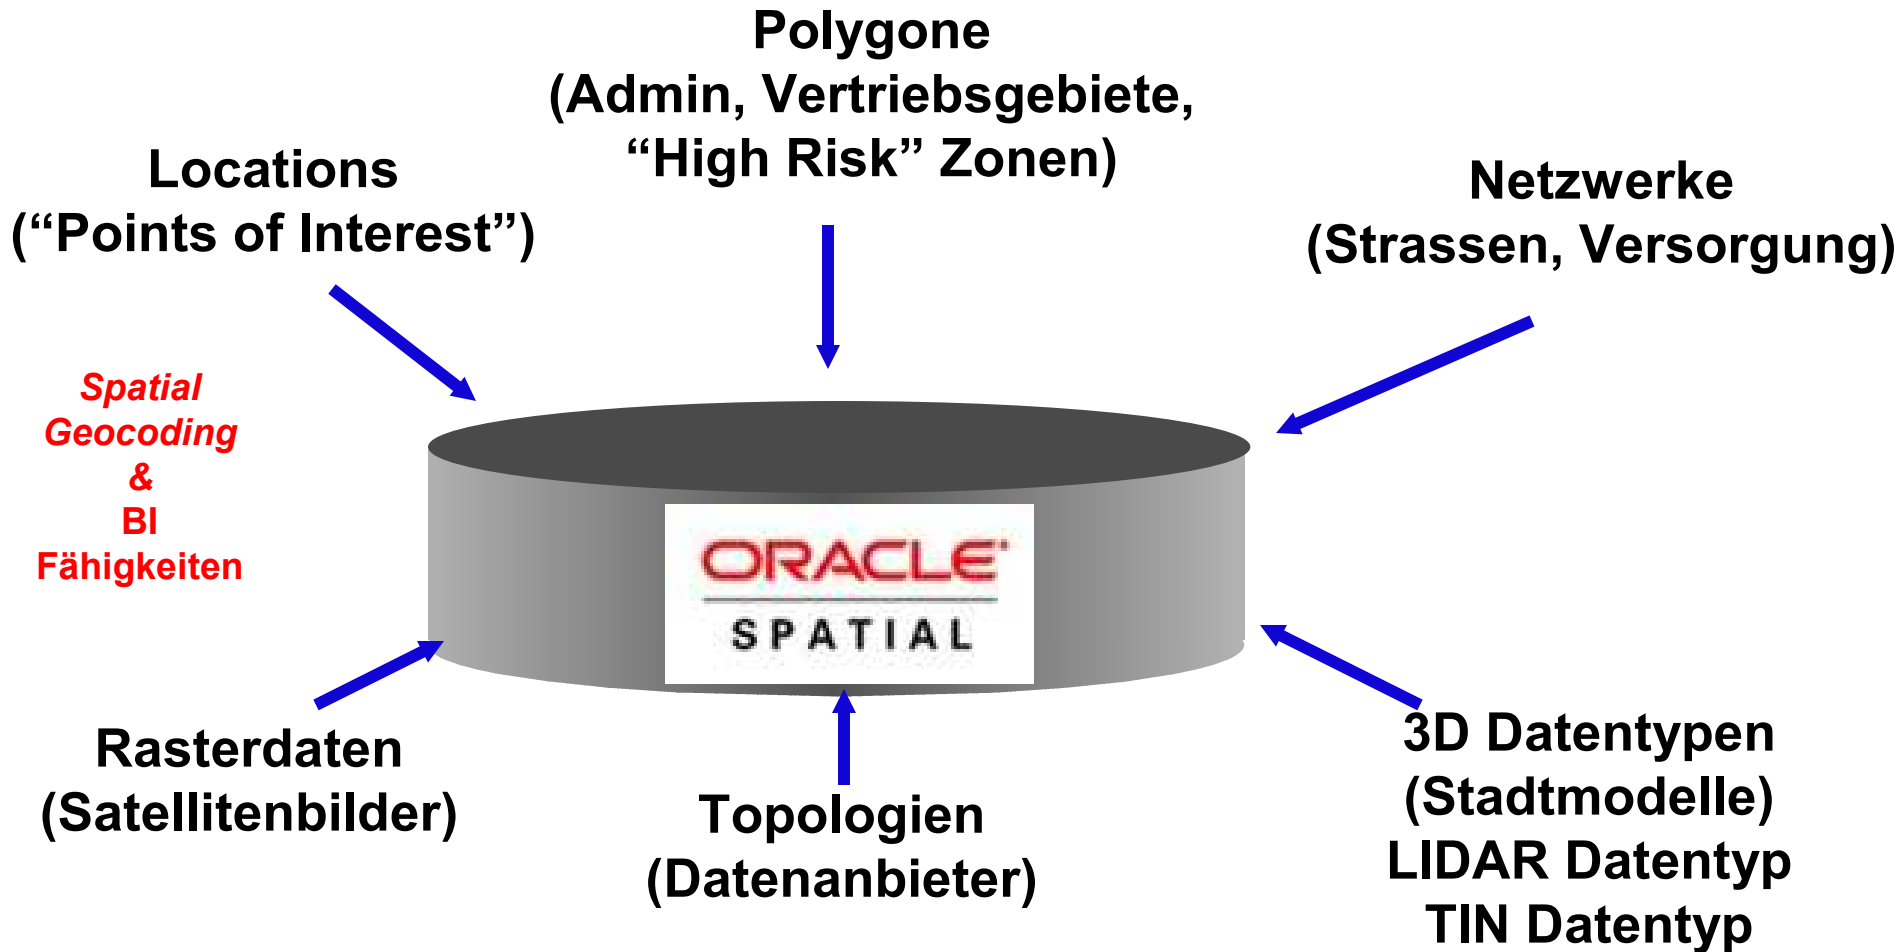 Polygone
(Admin, Vertriebsgebiete,
“High Risk” Zonen)
Locations
(“Points of Interest”)
Netzwerke
(Strassen, Versorgung)
Spatial
Geocoding
&
BI
Fähigkeiten
ORACLE
SPATIAL
Rasterdaten
(Satellitenbilder)
Topologien
(Datenanbieter)
3D Datentypen
(Stadtmodelle)
LIDAR Datentyp
TIN Datentyp